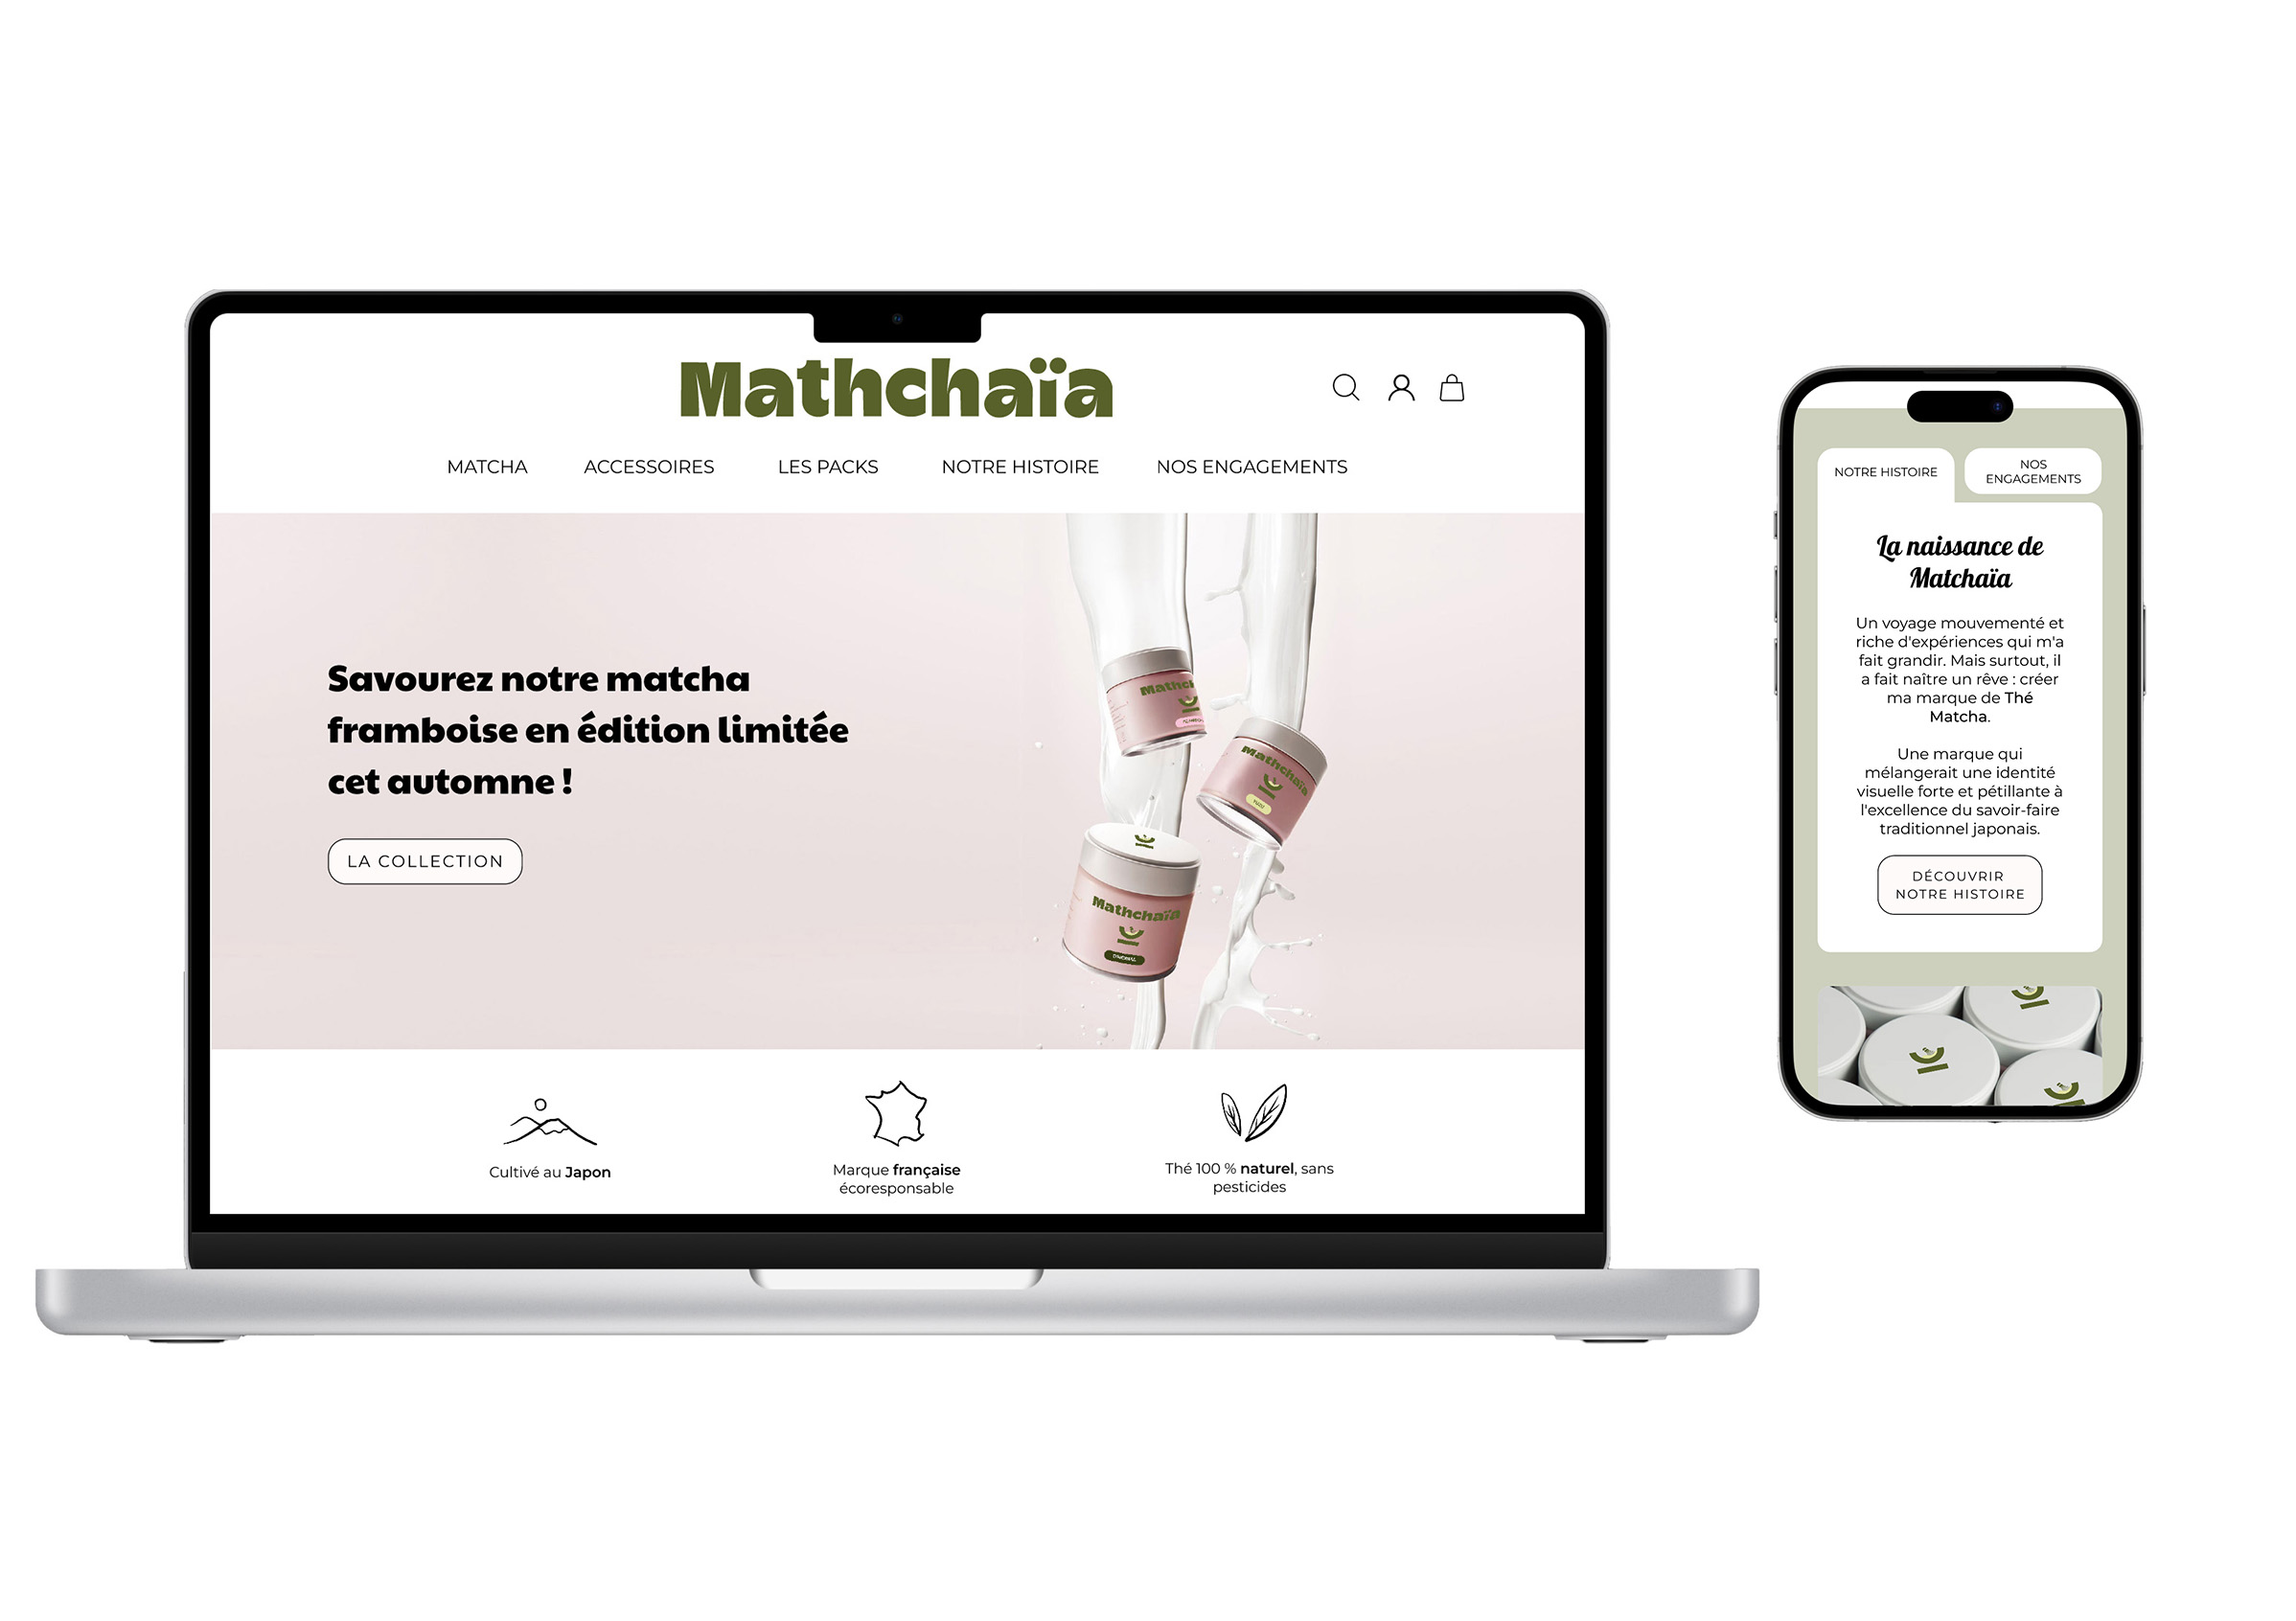 Mathchaïa
MATCHA ACCESSOIRES LES PACKS NOTRE HISTOIRE NOS ENGAGEMENTS
Savourez notre matcha
framboise en édition limitée
cet automne !
LA COLLECTION
Mathc
Mathchaïa
Mathchaïa
Cultivé au Japon
Marque française
écoresponsable
Thé 100 % naturel, sans
pesticides
NOTRE HISTOIRE
NOS
ENGAGEMENTS
La naissance de
Matchaïa
Un voyage mouvementé et
riche d'expériences qui m'a
fait grandir. Mais surtout, il
a fait naître un rêve : créer
ma marque de Thé
Matcha.
Une marque qui
mélangerait une identité
visuelle forte et pétillante à
l'excellence du savoir-faire
traditionnel japonais.
DÉCOUVRIR
NOTRE HISTOIRE